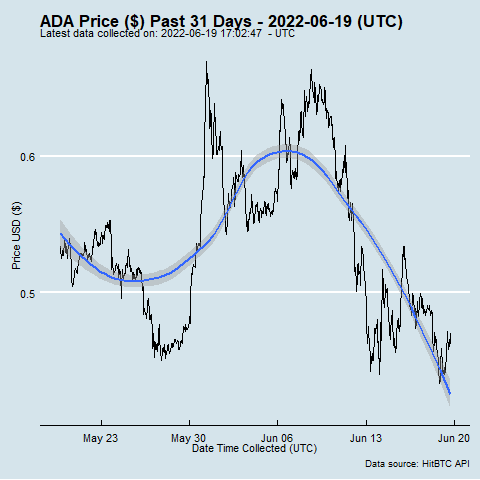 ADA Price ($) Past 31 Days - 2022-06-19 (UTC)
Latest data collected on: 2022-06-19 17:02:47 - UTC
Price USD ($)
0.6
0.5
May 23
May 30
Jun 06
Jun 13
Jun 20
Date Time Collected (UTC)
Data source: HitBTC API